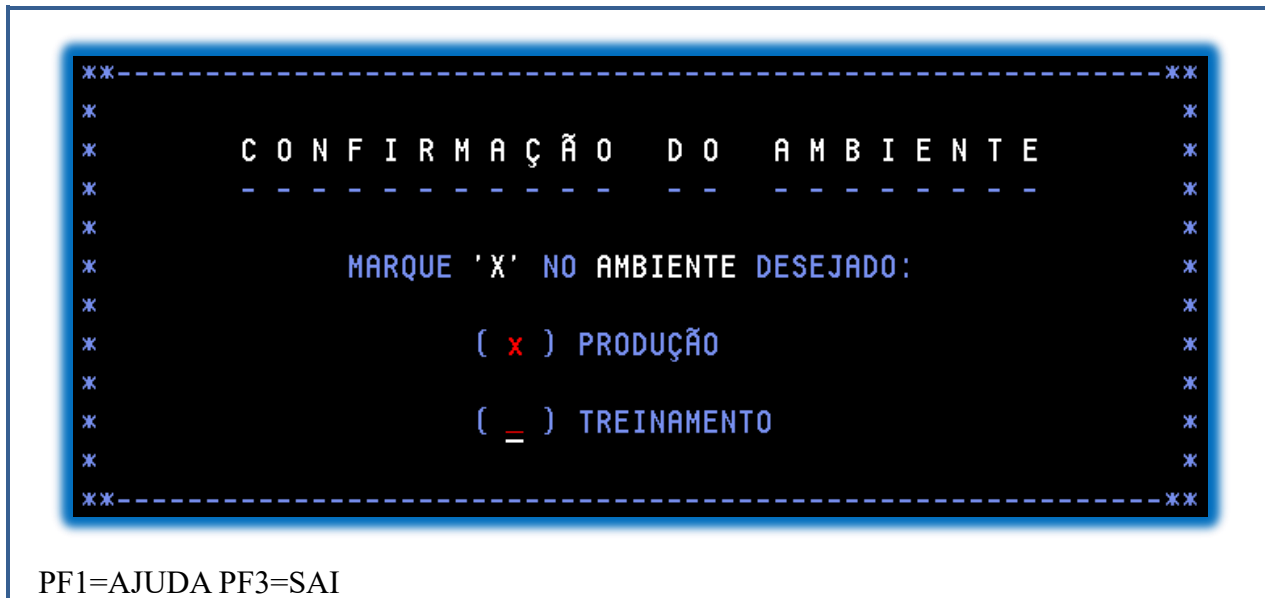 **------------------------------------------------------------**
* *
* C O N F I R M A Ç Ã O D O A M B I E N T E *
* - - - - - - - - - - - - - - - - - - - - - *
* *
* MARQUE 'X' NO AMBIENTE DESEJADO: *
* *
* ( x ) PRODUÇÃO *
* *
* ( _ ) TREINAMENTO *
* *
**------------------------------------------------------------**
PF1=AJUDA PF3=SAI